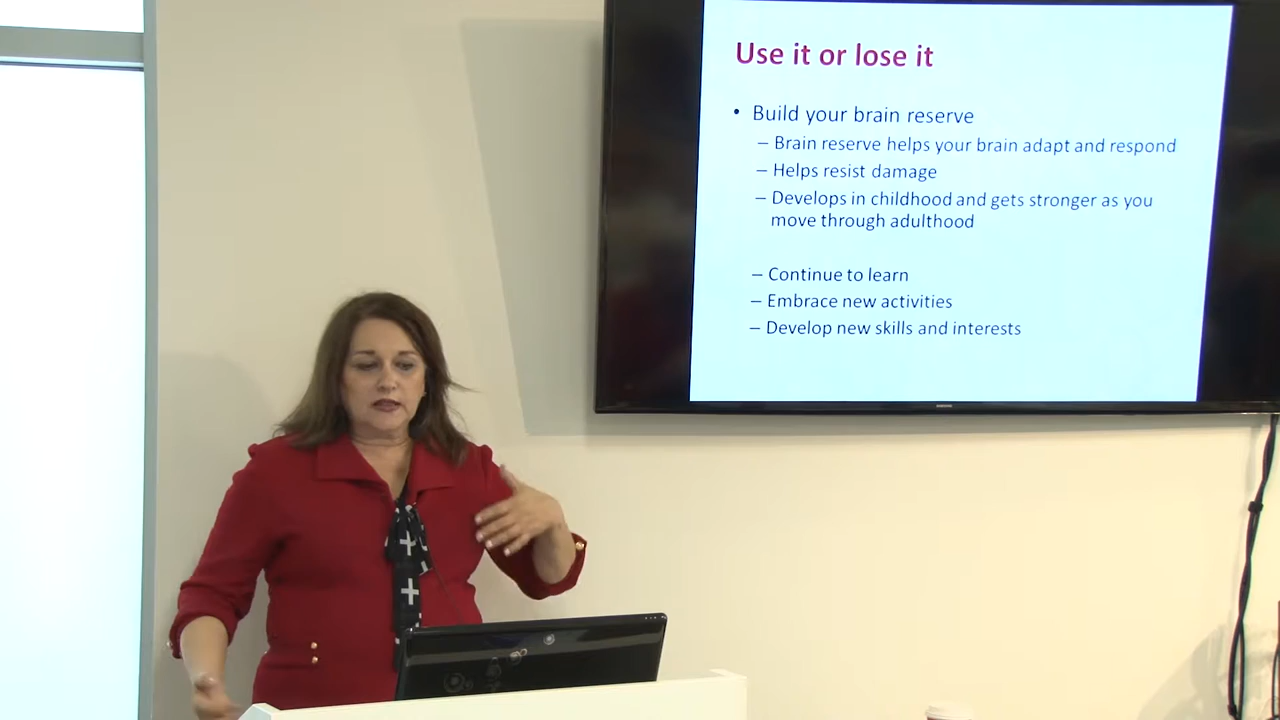 Use it or lose it
• Build your brain reserve
– Brain reserve helps your brain adapt and respond
– Helps resist damage
– Develops in childhood and gets stronger as you
move through adulthood
– Continue to learn
– Embrace new activities
– Develop new skills and interests
SAMSUNG